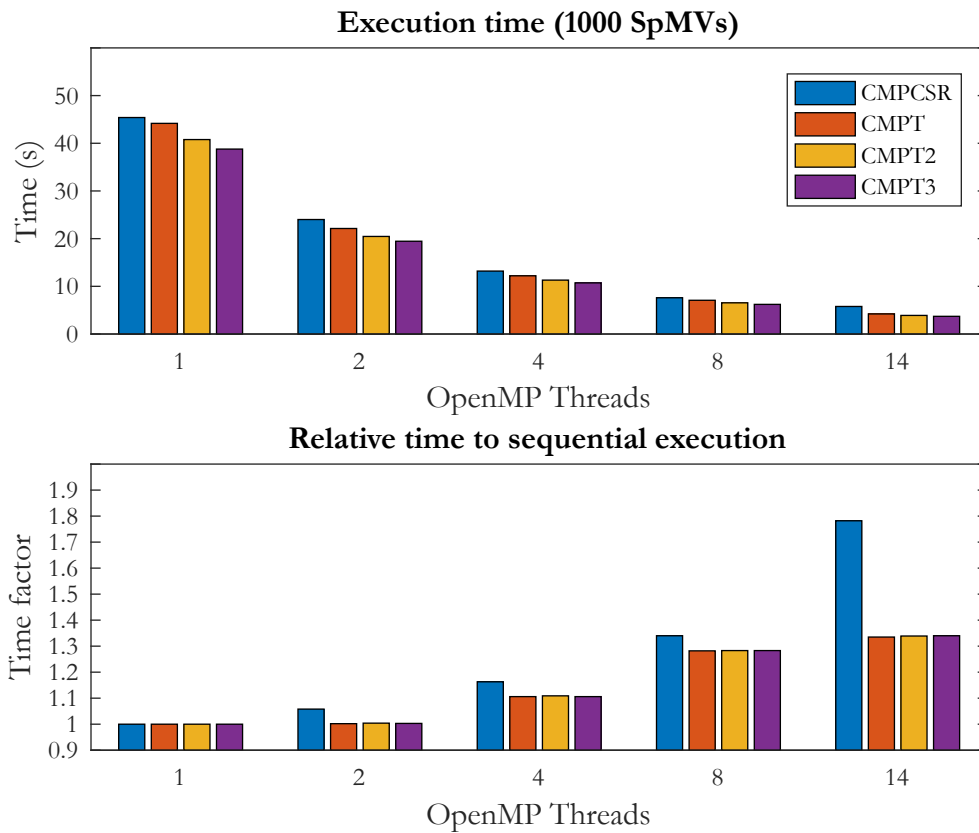 Execution time (1000 SpMVs)
Time (s)
50
40
30
20
10
0
CMPCSR
CMPT
CMPT2
CMPT3
1 2 4 8 14
OpenMP Threads
Relative time to sequential execution
Time factor
1.9
1.8
1.7
1.6
1.5
1.4
1.3
1.2
1.1
1
0.9
1 2 4 8 14
OpenMP Threads